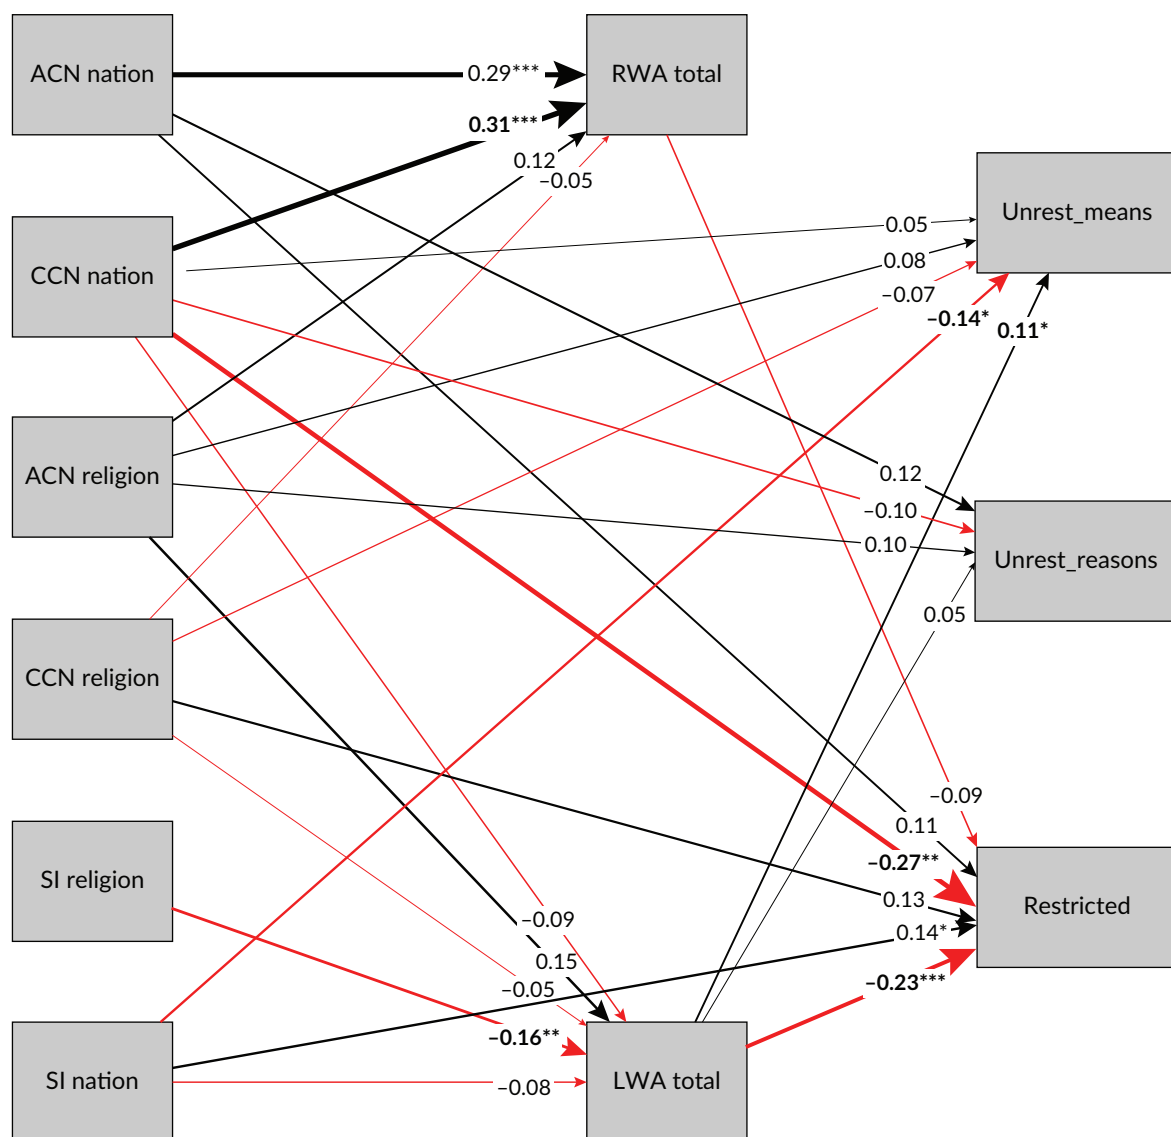 ACN nation
RWA total
0.29***
0.31***
0.12
–0.05
Unrest_means
CCN nation
0.05
0.08
–0.07
–0.14*
0.11*
ACN religion
0.12
–0.10
0.10
Unrest_reasons
0.05
CCN religion
–0.09
0.11
–0.27**
SI religion
0.13
Restricted
–0.09
0.14*
0.15
–0.05
–0.23***
–0.16**
SI nation
–0.08
LWA total